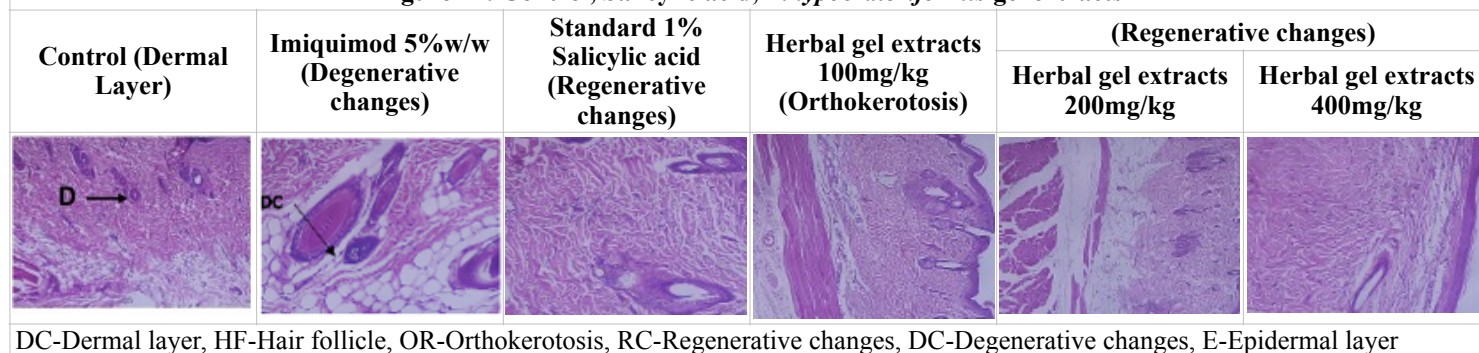 Control (Dermal
Layer)
Imiquimod 5%w/w
(Degenerative
changes)
Standard 1%
Salicylic acid
(Regenerative
changes)
Herbal gel extracts
100mg/kg
(Orthokerotosis)
(Regenerative changes)
Herbal gel extracts
200mg/kg
Herbal gel extracts
400mg/kg
D
DC
DC-Dermal layer, HF-Hair follicle, OR-Orthokerotosis, RC-Regenerative changes, DC-Degenerative changes, E-Epidermal layer